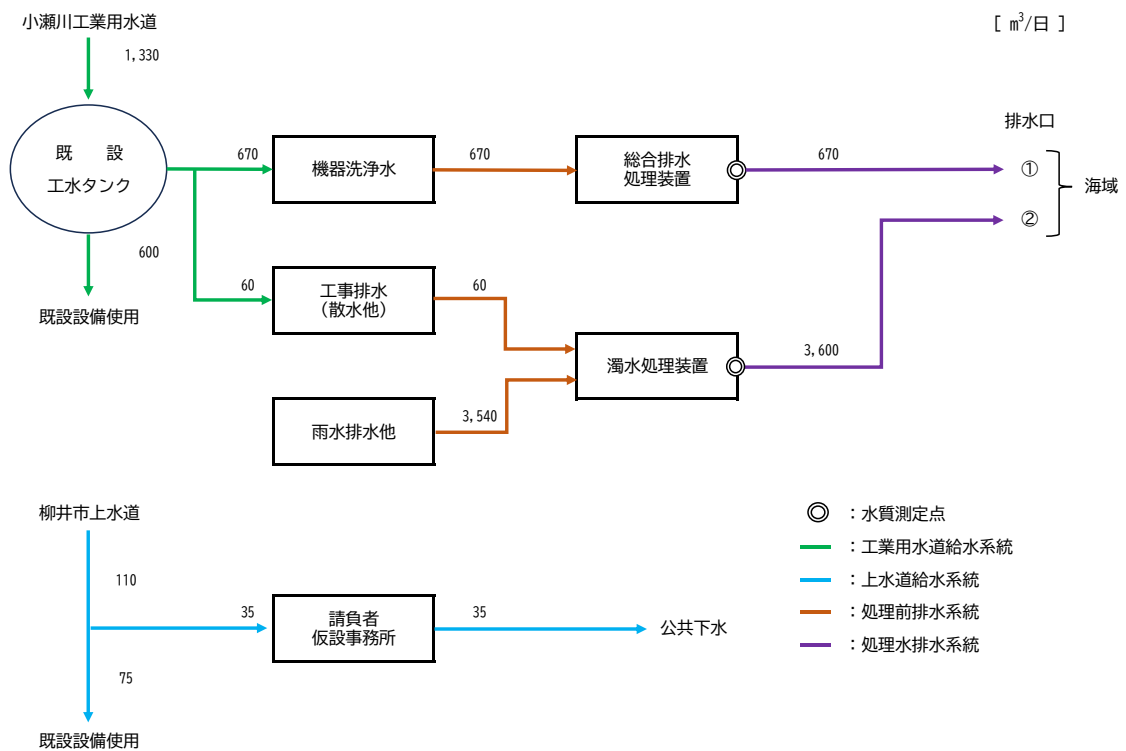 小瀬川工業用水道
[ m³/日 ]
1,330
排水口
既 設
工水タンク
670
機器洗浄水
670
総合排水
処理装置
670
①
海域
②
600
既設設備使用
60
工事排水
(散水他)
60
濁水処理装置
3,600
雨水排水他
3,540
柳井市上水道
110
35
請負者
仮設事務所
35
公共下水
75
既設設備使用
◎ :水質測定点
:工業用水道給水系統
:上水道給水系統
:処理前排水系統
:処理水排水系統